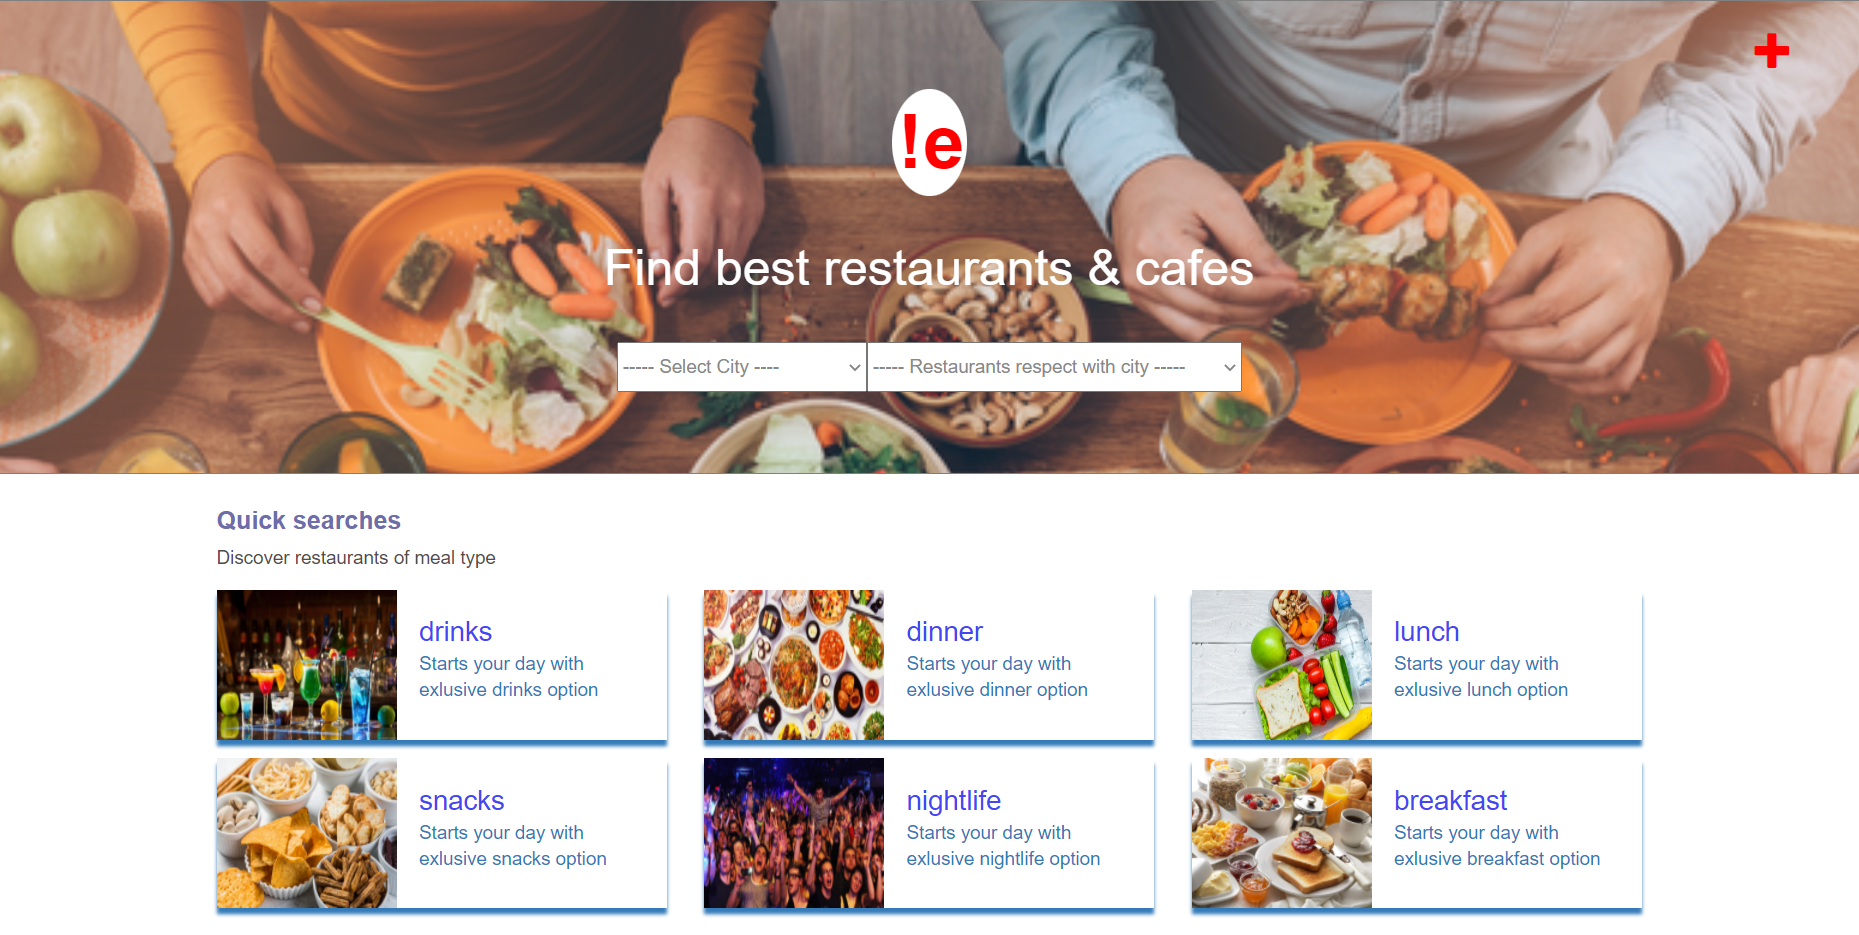 !e
Find best restaurants & cafes
----- Select City ----
----- Restaurants respect with city -----
Quick searches
Discover restaurants of meal type
drinks
Starts your day with
exlusive drinks option
dinner
Starts your day with
exlusive dinner option
lunch
Starts your day with
exlusive lunch option
snacks
Starts your day with
exlusive snacks option
nightlife
Starts your day with
exlusive nightlife option
breakfast
Starts your day with
exlusive breakfast option